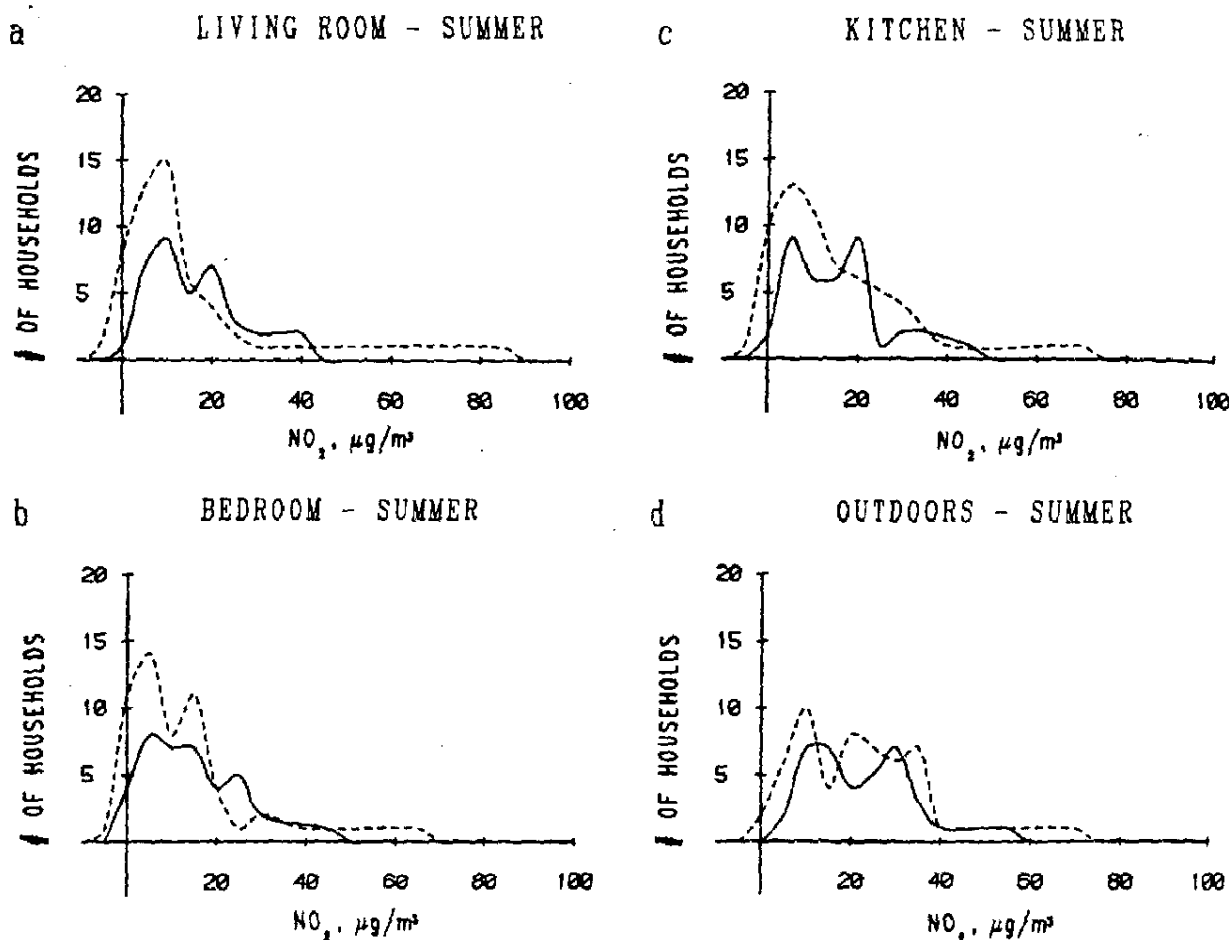 a LIVING ROOM - SUMMER
20
15
10
5
# OF HOUSEHOLDS
20 40 60 80 100
NO₂, μg/m³
b BEDROOM - SUMMER
20
15
10
5
# OF HOUSEHOLDS
20 40 60 80 100
NO₂, μg/m³
c KITCHEN - SUMMER
20
15
10
5
# OF HOUSEHOLDS
20 40 60 80 100
NO₂, μg/m³
d OUTDOORS - SUMMER
20
15
10
5
# OF HOUSEHOLDS
20 40 60 80 100
NO₂, μg/m³